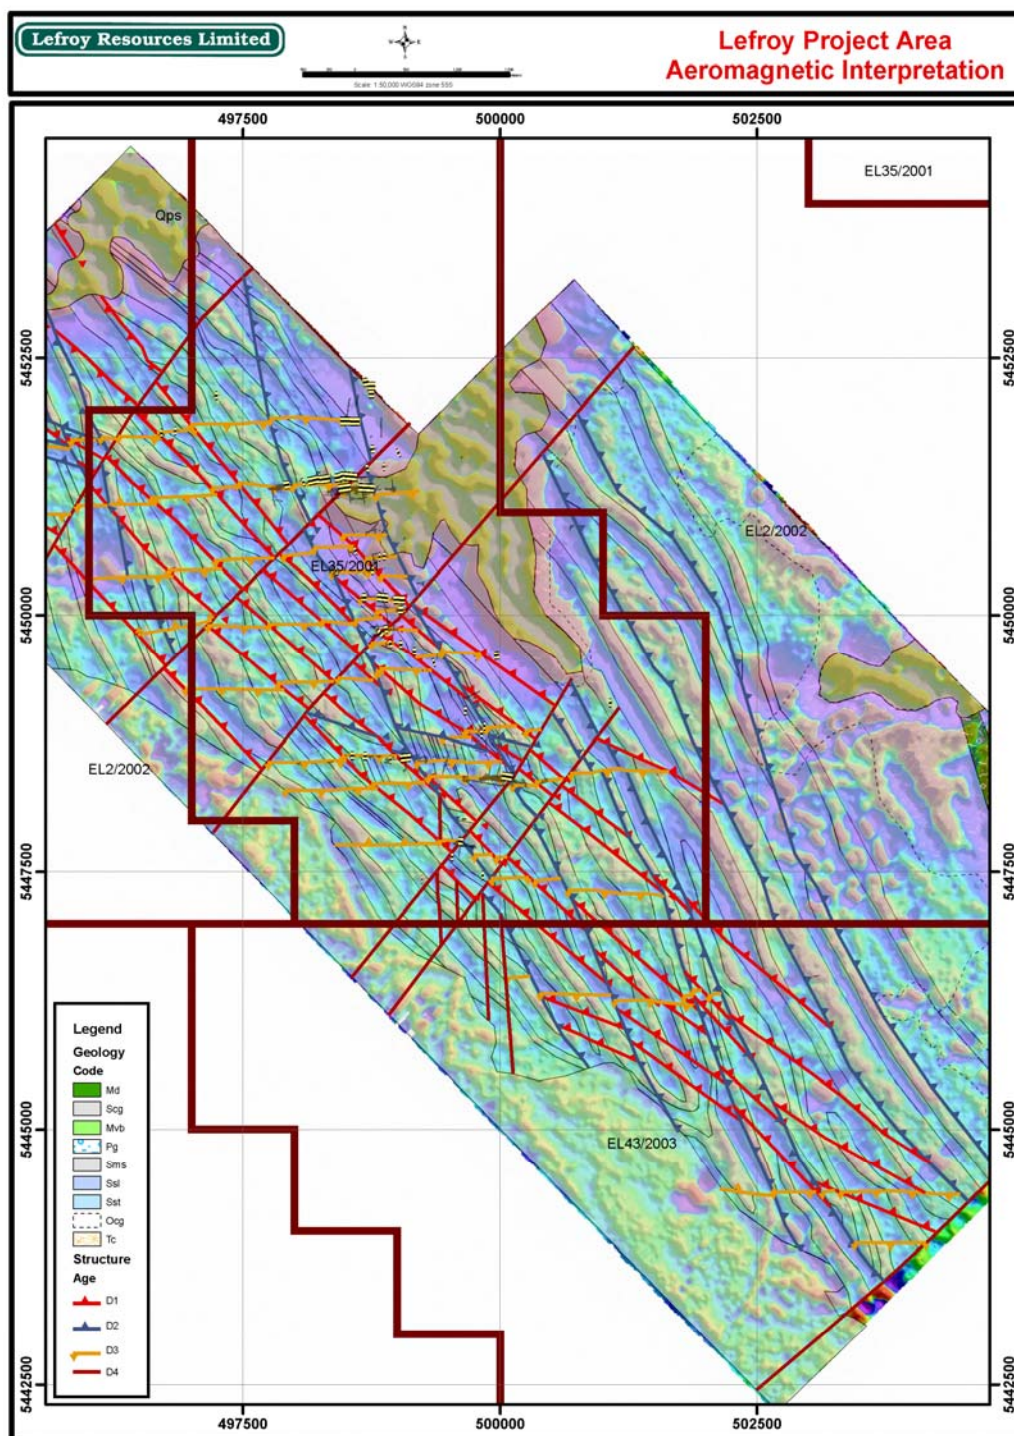 Lefroy Resources Limited
Lefroy Project Area
Aeromagnetic Interpretation
497500 500000 502500
EL35/2001
Qps
5452500 5452500
EL2/2002
EL35/2001
5450000 5450000
EL2/2002
5447500 5447500
EL43/2003
5445000 5445000
Legend
Geology
Code
Md
Scg
Mvb
Pg
Sms
Ssl
Sst
Ocg
Tc
Structure
Age
D1
D2
D3
D4
5442500 5442500
497500 500000 502500